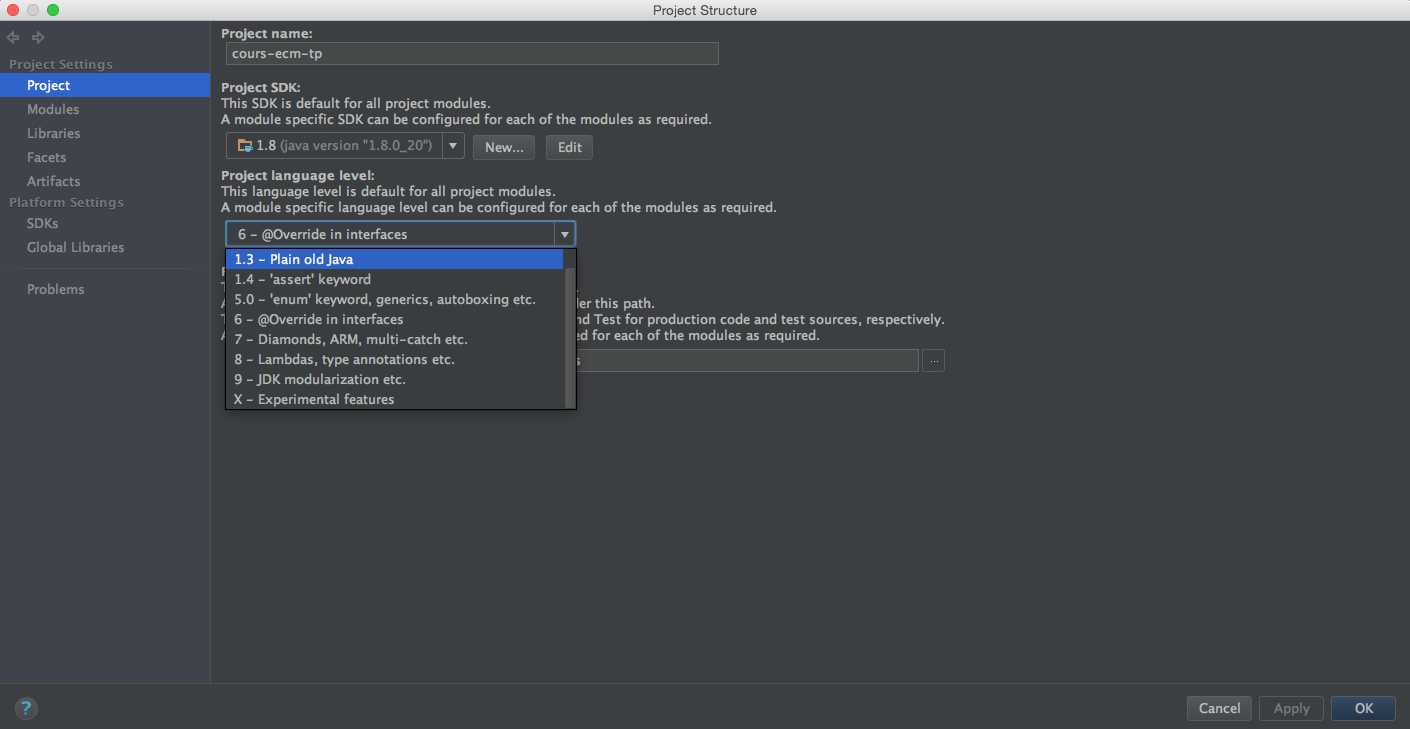 Project Structure
Project Settings
Project
Modules
Libraries
Facets
Artifacts
Platform Settings
SDKs
Global Libraries
Problems
Project name:
cours-ecm-tp
Project SDK:
This SDK is default for all project modules.
A module specific SDK can be configured for each of the modules as required.
1.8 (java version "1.8.0_20")
New...
Edit
Project language level:
This language level is default for all project modules.
A module specific language level can be configured for each of the modules as required.
6 – @Override in interfaces
1.3 – Plain old Java
1.4 – 'assert' keyword
5.0 – 'enum' keyword, generics, autoboxing etc.
6 – @Override in interfaces
7 – Diamonds, ARM, multi-catch etc.
8 – Lambdas, type annotations etc.
9 – JDK modularization etc.
X – Experimental features
this path.
Test for production code and test sources, respectively.
for each of the modules as required.
...
?
Cancel
Apply
OK